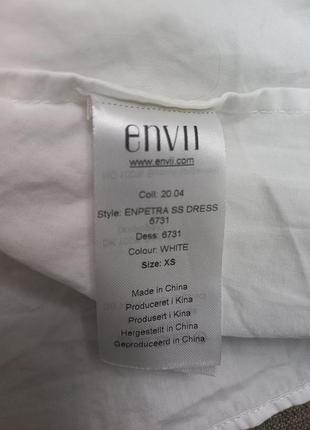 envii
www.envii.com
Coll: 20.04
Style: ENPETRA SS DRESS
6731
Dess: 6731
Colour: WHITE
Size: XS
Made in China
Produceret i Kina
Produsert i Kina
Hergestellt in China
Geproduceerd in China